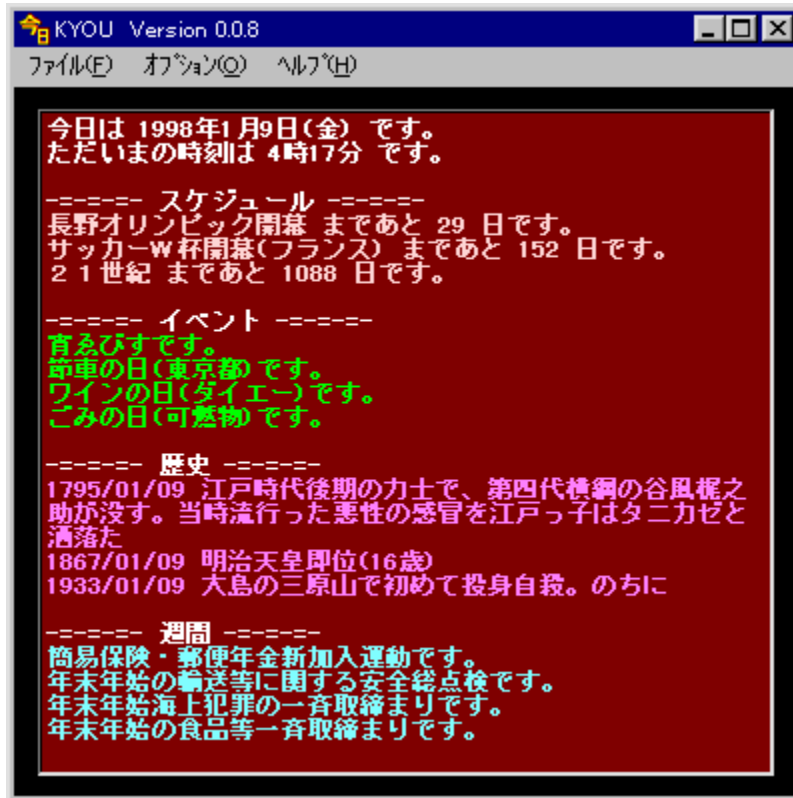 今日 KYOU Version 0.0.8
ファイル(F) オプション(O) ヘルプ(H)
今日は 1998年1月9日(金) です。
ただいまの時刻は 4時17分 です。
-=-=-=- スケジュール -=-=-=-
長野オリンピック開幕 まであと 29 日です。
サッカーW杯開幕(フランス) まであと 152 日です。
21世紀 まであと 1088 日です。
-=-=-=- イベント -=-=-=-
宵ゑびすです。
節車の日(東京都)です。
ワインの日(ダイエー)です。
ごみの日(可燃物)です。
-=-=-=- 歴史 -=-=-=-
1795/01/09 江戸時代後期の力士で、第四代横綱の谷風梶之
助が没す。当時流行った悪性の感冒を江戸っ子はタニカゼと
洒落た
1867/01/09 明治天皇即位(16歳)
1933/01/09 大島の三原山で初めて投身自殺。のちに
-=-=-=- 週間 -=-=-=-
簡易保険・郵便年金新加入運動です。
年末年始の輸送等に関する安全総点検です。
年末年始海上犯罪の一斉取締まりです。
年末年始の食品等一斉取締まりです。